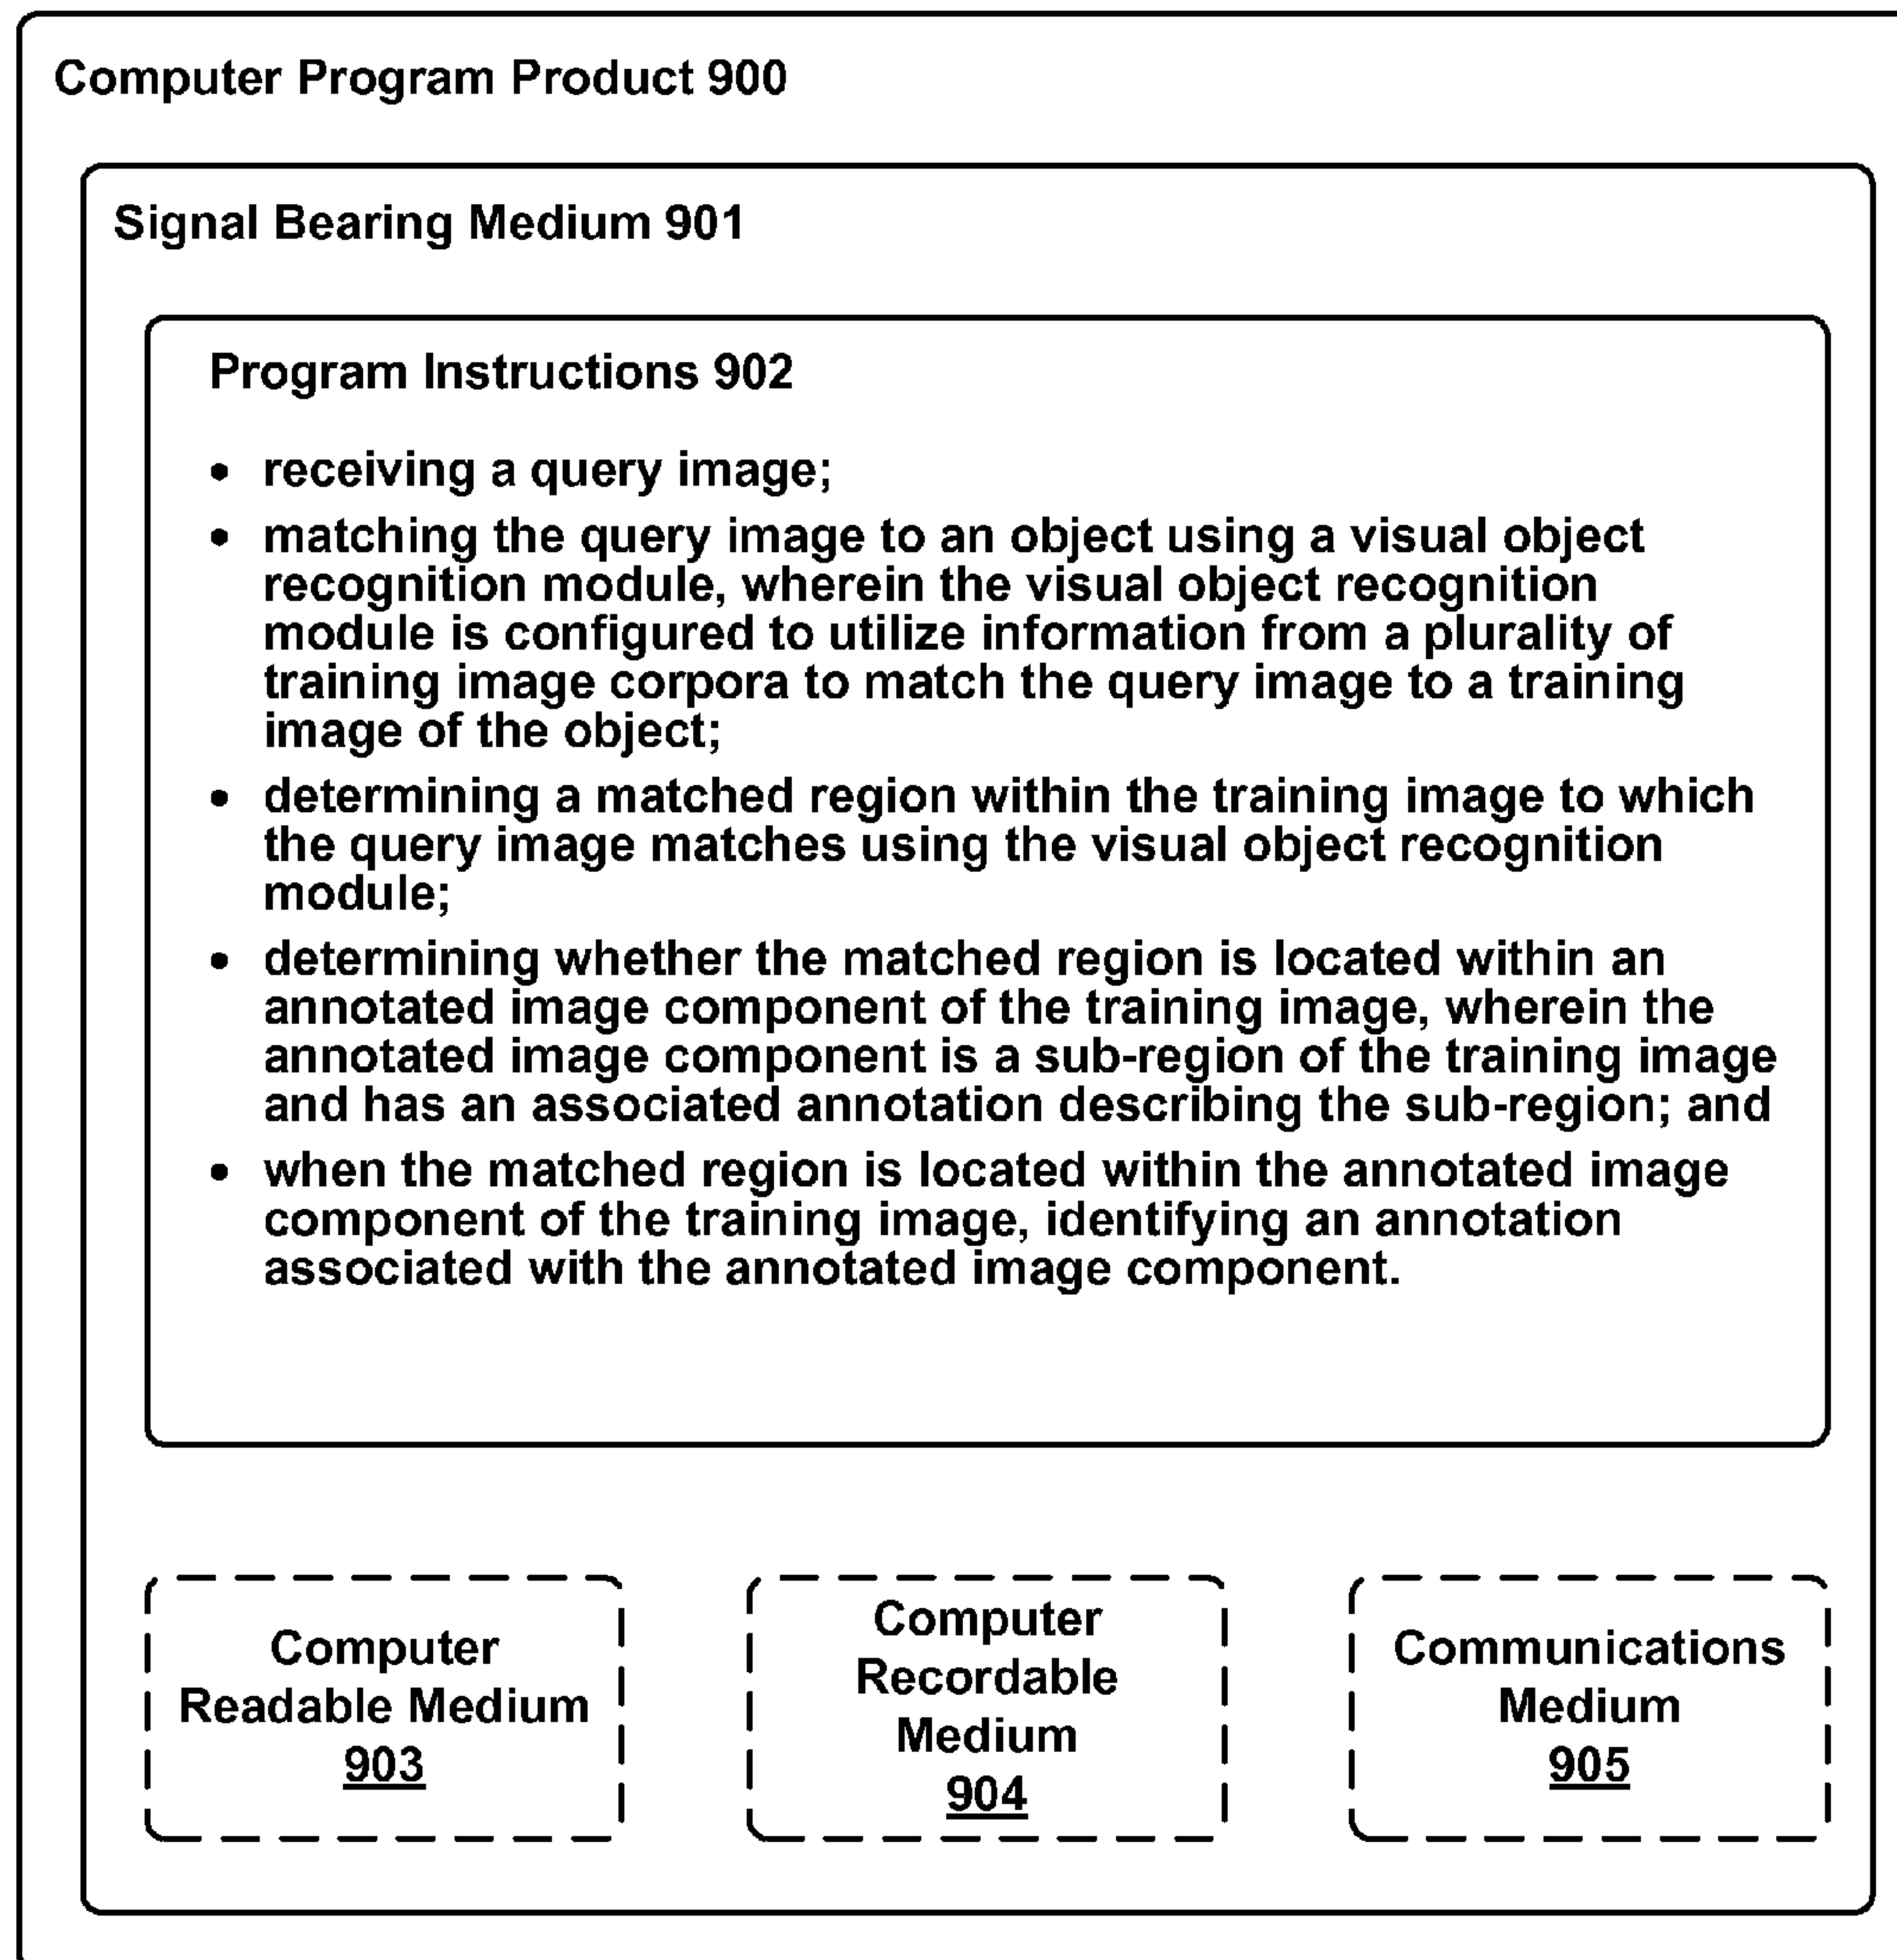 Computer Program Product 900
Signal Bearing Medium 901
Program Instructions 902
• receiving a query image;
• matching the query image to an object using a visual object
recognition module, wherein the visual object recognition
module is configured to utilize information from a plurality of
training image corpora to match the query image to a training
image of the object;
• determining a matched region within the training image to which
the query image matches using the visual object recognition
module;
• determining whether the matched region is located within an
annotated image component of the training image, wherein the
annotated image component is a sub-region of the training image
and has an associated annotation describing the sub-region; and
• when the matched region is located within the annotated image
component of the training image, identifying an annotation
associated with the annotated image component.
Computer
Readable Medium
903
Computer
Recordable
Medium
904
Communications
Medium
905